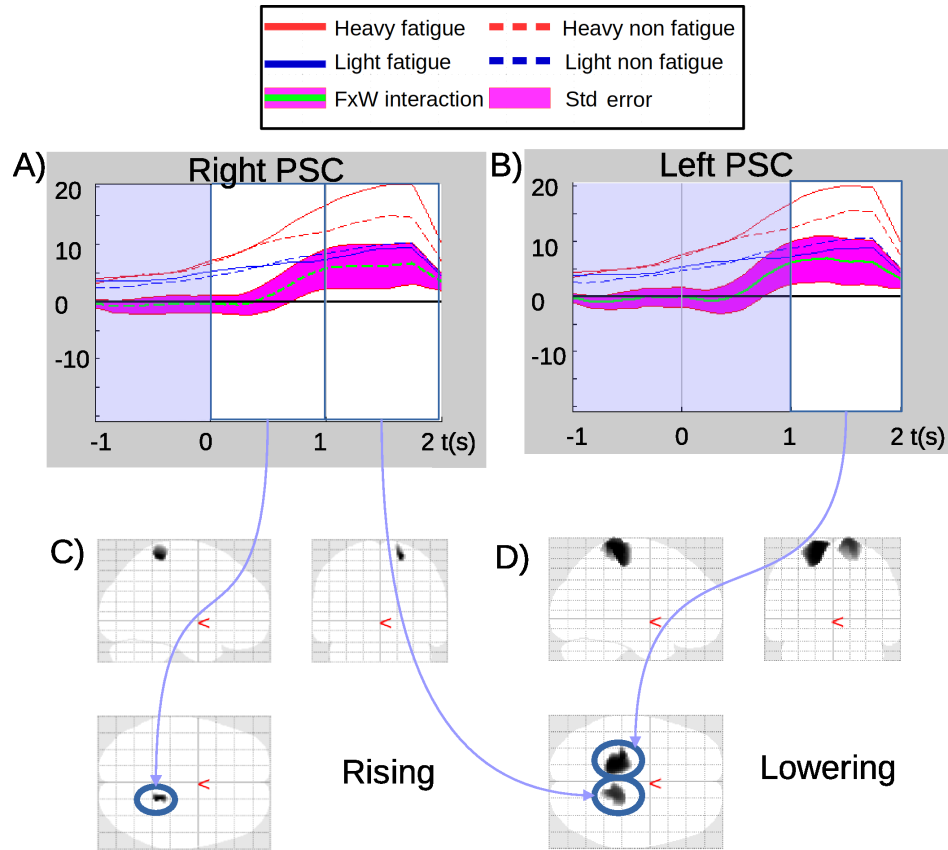 Heavy fatigue Heavy non fatigue
Light fatigue Light non fatigue
FxW interaction Std error
A) Right PSC
20
10
0
-10
-1 0 1 2 t(s)
B) Left PSC
20
10
0
-10
-1 0 1 2 t(s)
C)
<
<
Rising
D)
<
<
Lowering